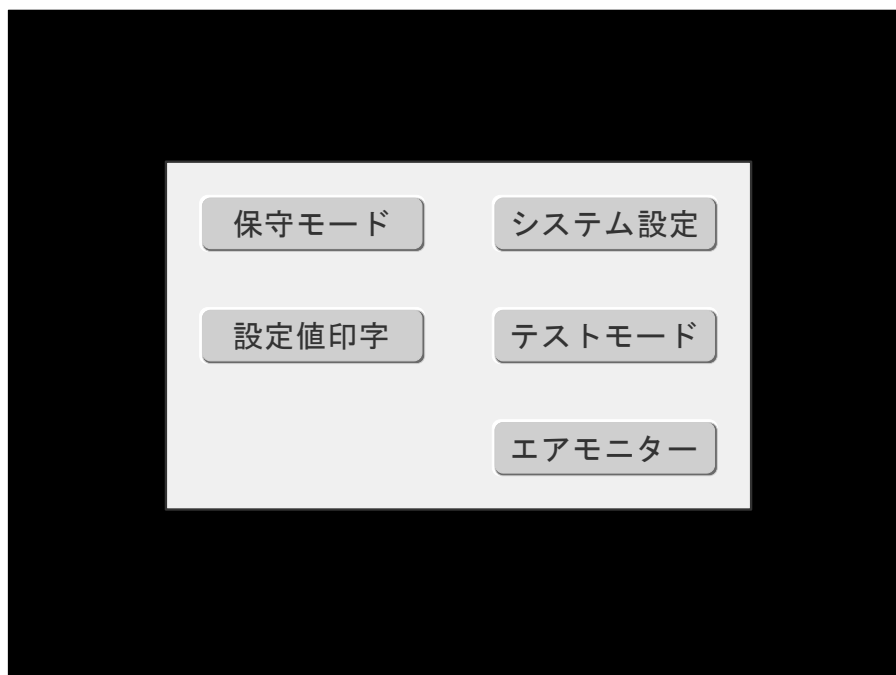 保守モード
システム設定
設定値印字
テストモード
エアモニター